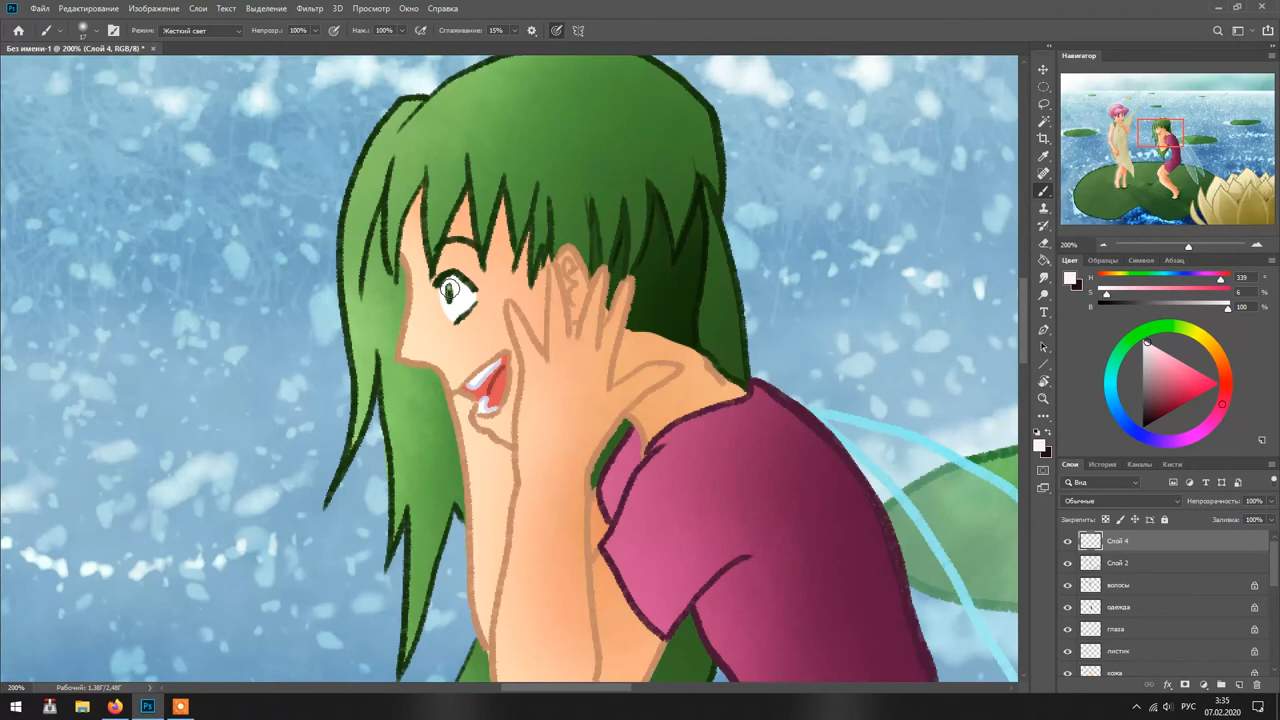 Файл Редактирование Изображение Слои Текст Выделение Фильтр 3D Просмотр Окно Справка
17 Режим: Жесткий свет Непрозр.: 100% Наж.: 100% Сглаживание: 15%
Без имени-1 @ 200% (Слой 4, RGB/8) *
Навигатор
200%
Цвет Образцы Символ Абзац
H 339 °
S 6 %
B 100 %
Слои История Каналы Кисти
Вид
Обычные Непрозрачность: 100%
Закрепить: Заливка: 100%
Слой 4
Слой 2
волосы
одежда
глаза
листик
кожа
200% Рабочий: 1,38Г/2,48Г
Ps РУС 3:35
07.02.2020